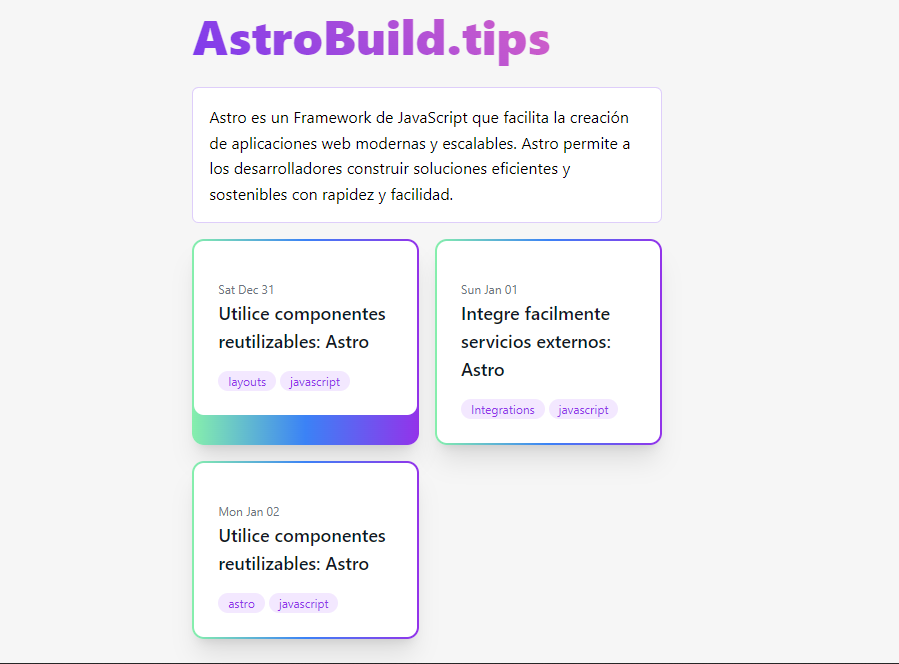 AstroBuild.tips
Astro es un Framework de JavaScript que facilita la creación
de aplicaciones web modernas y escalables. Astro permite a
los desarrolladores construir soluciones eficientes y
sostenibles con rapidez y facilidad.
Sat Dec 31
Utilice componentes
reutilizables: Astro
layouts javascript
Sun Jan 01
Integre facilmente
servicios externos:
Astro
Integrations javascript
Mon Jan 02
Utilice componentes
reutilizables: Astro
astro javascript